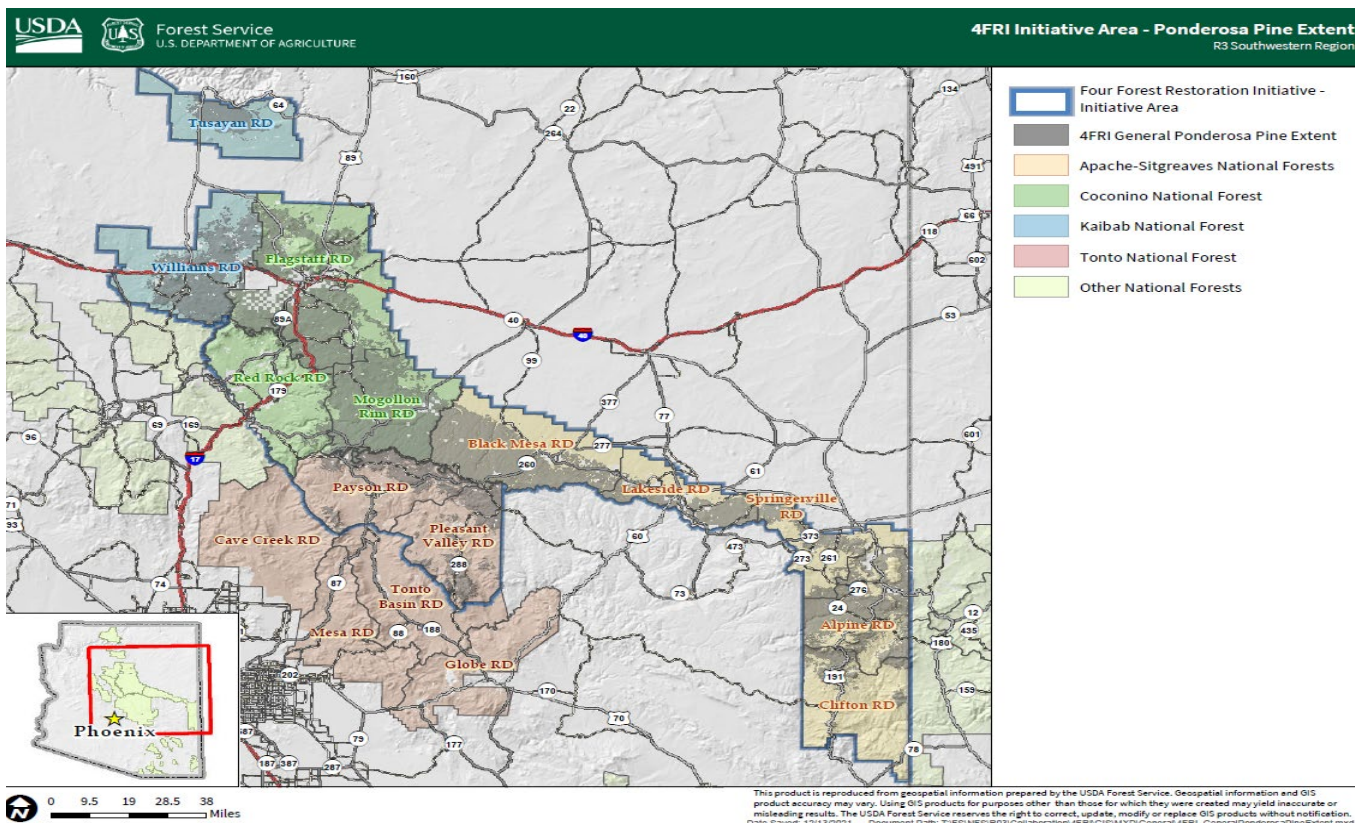 USDA
UAS
Forest Service
U.S. DEPARTMENT OF AGRICULTURE
4FRI Initiative Area - Ponderosa Pine Extent
R3 Southwestern Region
Four Forest Restoration Initiative -
Initiative Area
4FRI General Ponderosa Pine Extent
Apache-Sitgreaves National Forests
Coconino National Forest
Kaibab National Forest
Tonto National Forest
Other National Forests
160
134
64
22
Tusayan RD
264
89
491
66
118
Williams RD
Flagstaff RD
602
53
89A
40
40
99
Red Rock RD
179
Mogollon
Rim RD
377
77
69
169
96
Black Mesa RD
277
601
17
260
61
Payson RD
Lakeside RD
Springerville
RD
71
93
Cave Creek RD
Pleasant
Valley RD
60
373
473
273
261
288
74
87
73
276
Tonto
Basin RD
24
12
Alpine RD
435
Mesa RD
88
188
180
Globe RD
202
191
159
170
Clifton RD
70
78
79
177
187
387
287
Phoenix
N
0 9.5 19 28.5 38
Miles
This product is reproduced from geospatial information prepared by the USDA Forest Service. Geospatial information and GIS
product accuracy may vary. Using GIS products for purposes other than those for which they were created may yield inaccurate or
misleading results. The USDA Forest Service reserves the right to correct, update, modify or replace GIS products without notification.